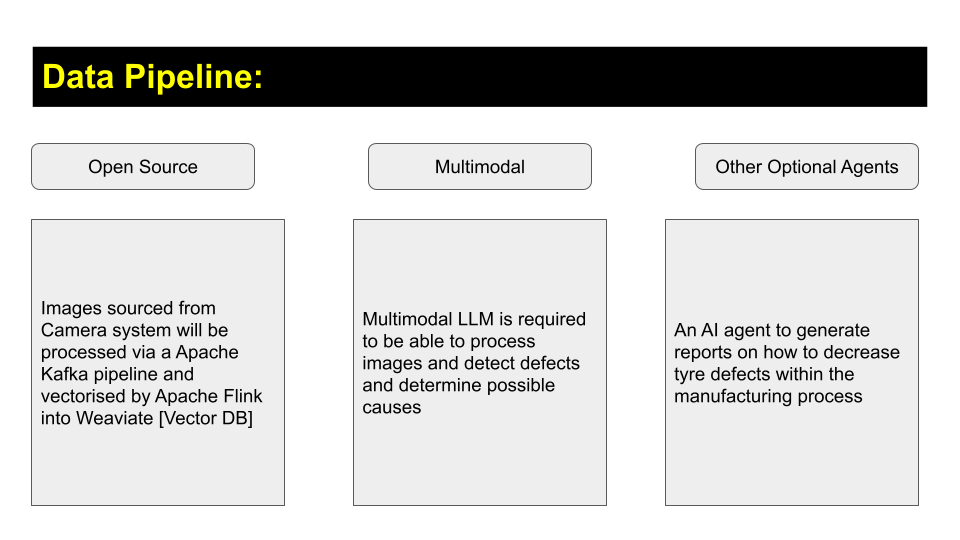 Data Pipeline:
Open Source
Multimodal
Other Optional Agents
Images sourced from
Camera system will be
processed via a Apache
Kafka pipeline and
vectorised by Apache Flink
into Weaviate [Vector DB]
Multimodal LLM is required
to be able to process
images and detect defects
and determine possible
causes
An AI agent to generate
reports on how to decrease
tyre defects within the
manufacturing process